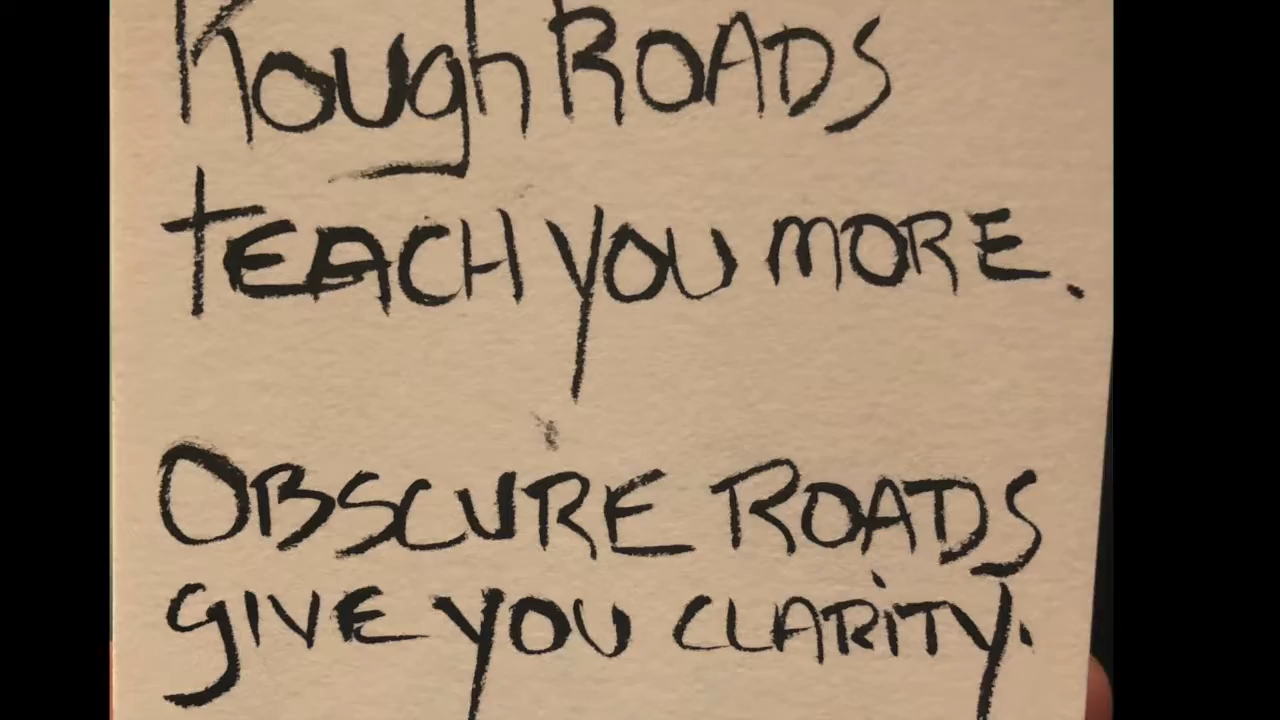 Rough ROADS
tEACH YOU MORE.
OBSCURE ROADS
GIVE YOU CLARITY.